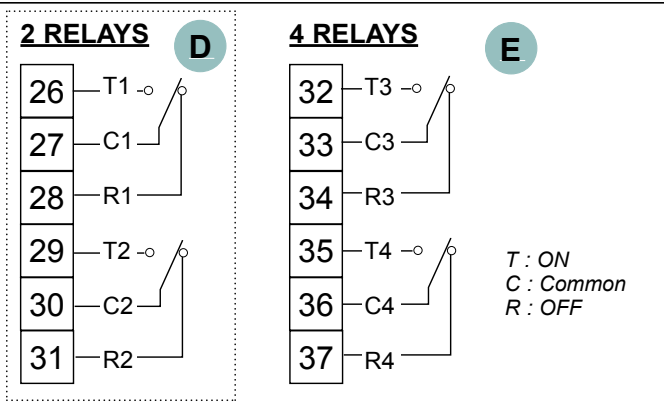 2 RELAYS
D
26 T1
27 C1
28 R1
29 T2
30 C2
31 R2
4 RELAYS
E
32 T3
33 C3
34 R3
35 T4
36 C4
37 R4
T : ON
C : Common
R : OFF